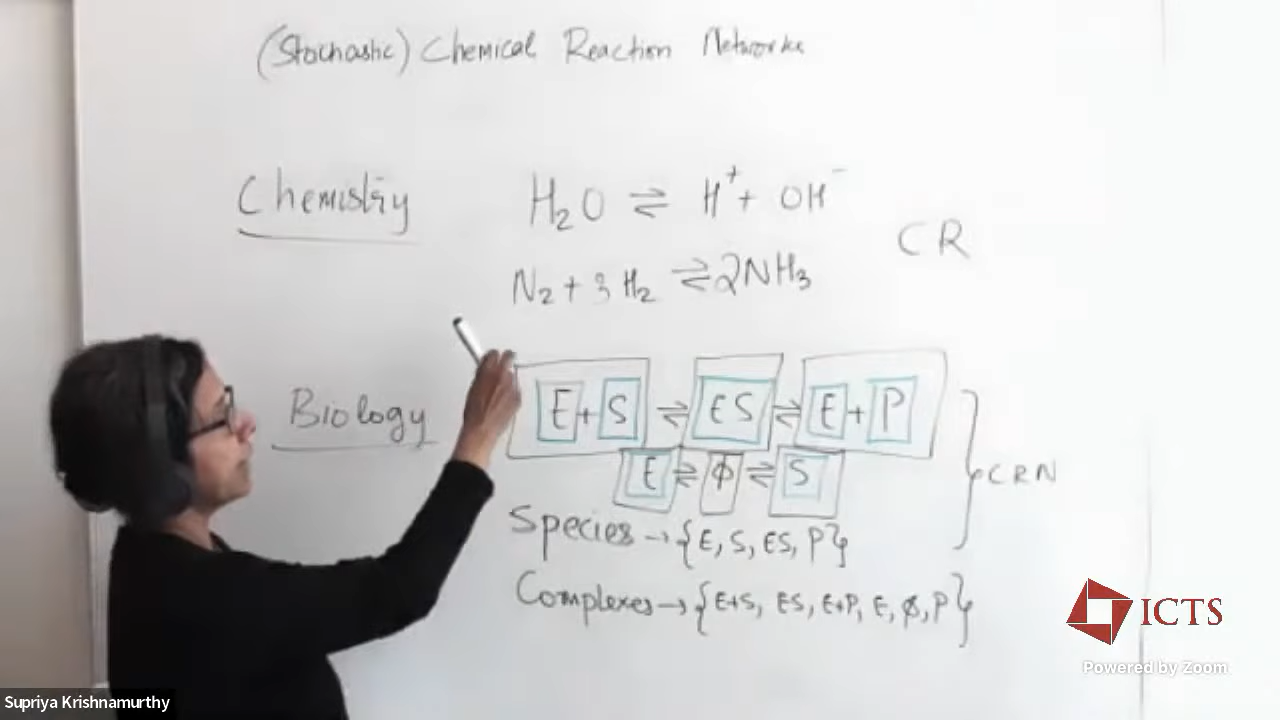 (Stochastic) Chemical Reaction Networks
Chemistry
H₂O ⇌ H⁺ + OH⁻
N₂ + 3H₂ ⇌ 2NH₃
CR
Biology
E+S ⇌ ES ⇌ E+P
E ⇌ φ ⇌ S
CRN
Species → {E, S, ES, P}
Complexes → {E+S, ES, E+P, E, φ, P}
ICTS
Powered by Zoom
Supriya Krishnamurthy